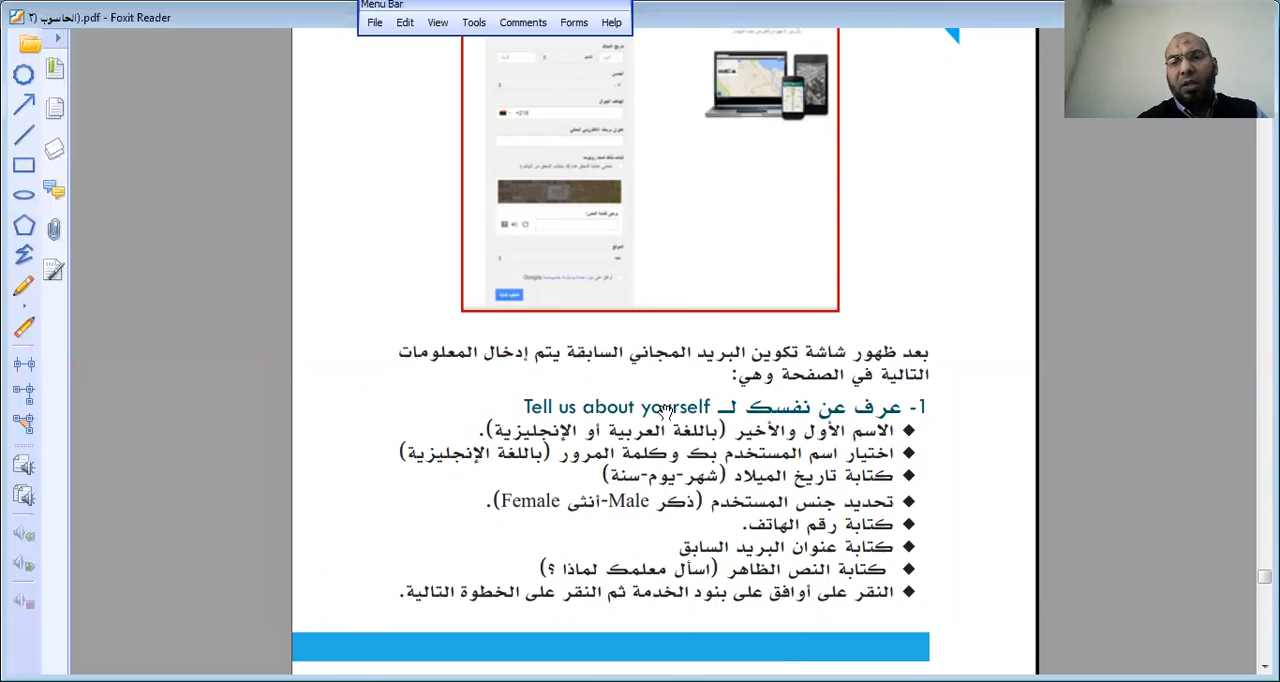 الحاسوب (٢).pdf - Foxit Reader
Menu Bar
File Edit View Tools Comments Forms Help
+218
Google
بعد ظهور شاشة تكوين البريد المجاني السابقة يتم إدخال المعلومات
التالية في الصفحة وهي:
1- عرف عن نفسك لـ Tell us about yourself
◆ الاسم الأول والأخير (باللغة العربية أو الإنجليزية).
◆ اختيار اسم المستخدم بك وكلمة المرور (باللغة الإنجليزية)
◆ كتابة تاريخ الميلاد (شهر-يوم-سنة)
◆ تحديد جنس المستخدم (ذكر Male-أنثى Female).
◆ كتابة رقم الهاتف.
◆ كتابة عنوان البريد السابق
◆ كتابة النص الظاهر (اسأل معلمك لماذا ؟)
◆ النقر على أوافق على بنود الخدمة ثم النقر على الخطوة التالية.